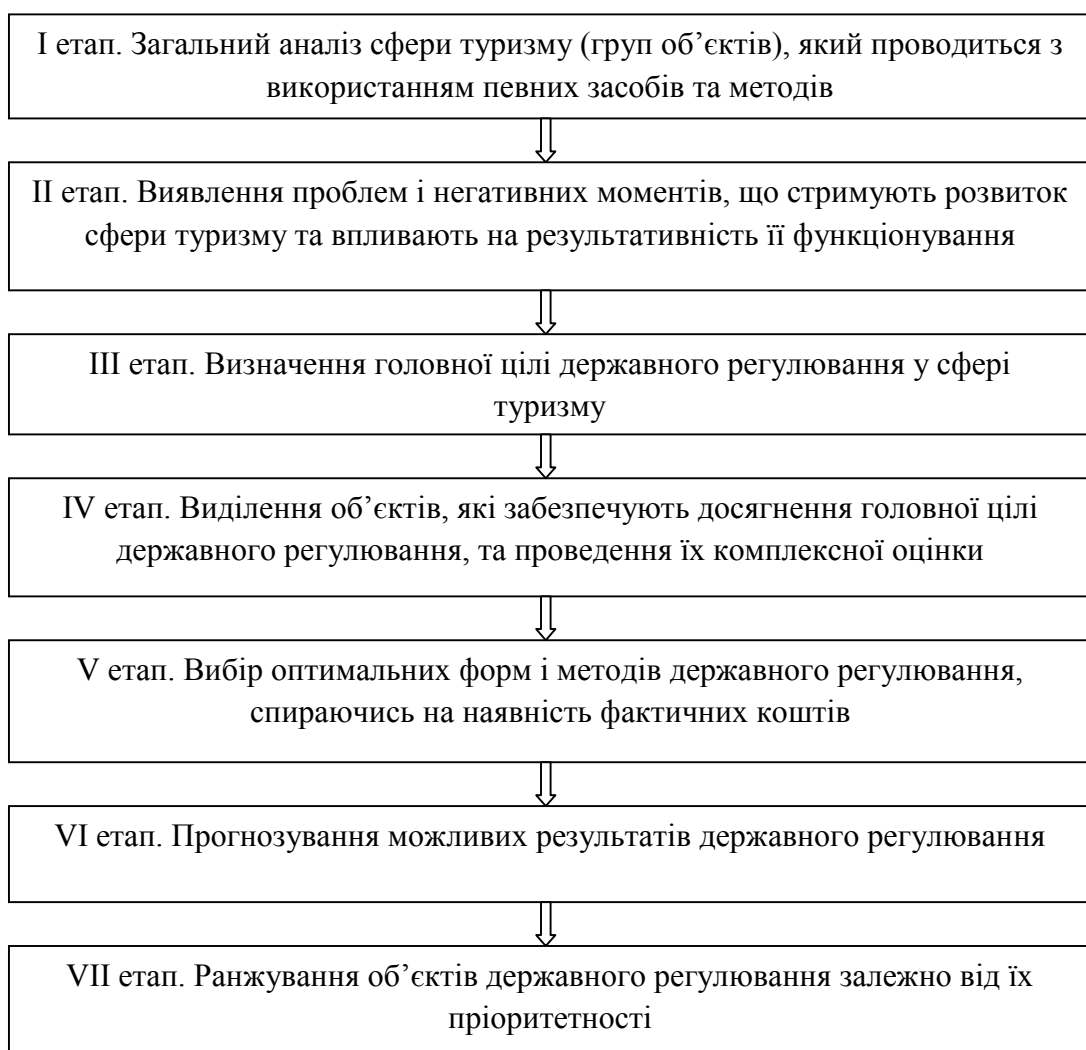 I етап. Загальний аналіз сфери туризму (груп об’єктів), який проводиться з
використанням певних засобів та методів
II етап. Виявлення проблем і негативних моментів, що стримують розвиток
сфери туризму та впливають на результативність її функціонування
III етап. Визначення головної цілі державного регулювання у сфері
туризму
IV етап. Виділення об’єктів, які забезпечують досягнення головної цілі
державного регулювання, та проведення їх комплексної оцінки
V етап. Вибір оптимальних форм і методів державного регулювання,
спираючись на наявність фактичних коштів
VI етап. Прогнозування можливих результатів державного регулювання
VII етап. Ранжування об’єктів державного регулювання залежно від їх
пріоритетності